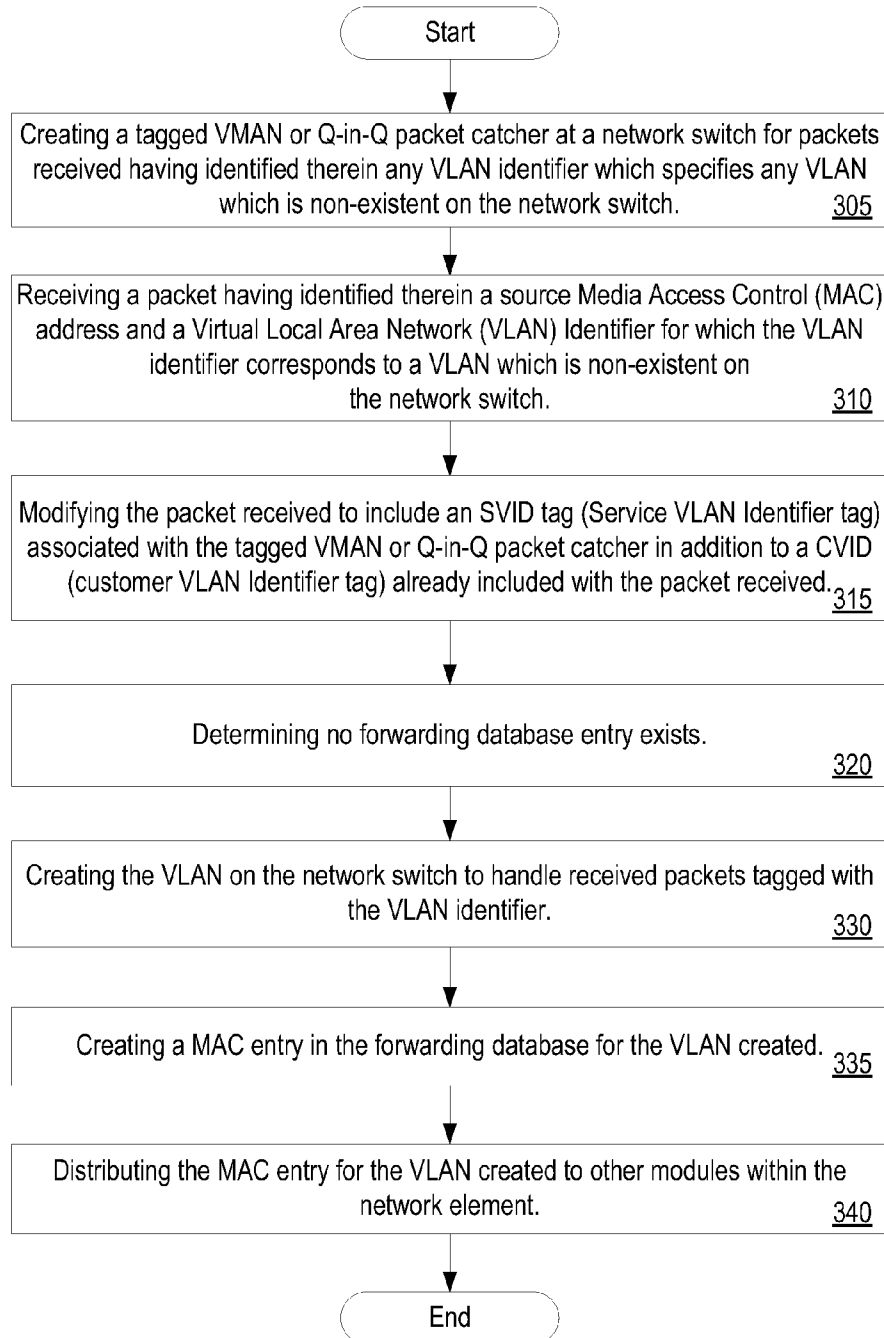 Start
Creating a tagged VMAN or Q-in-Q packet catcher at a network switch for packets
received having identified therein any VLAN identifier which specifies any VLAN
which is non-existent on the network switch.
305
Receiving a packet having identified therein a source Media Access Control (MAC)
address and a Virtual Local Area Network (VLAN) Identifier for which the VLAN
identifier corresponds to a VLAN which is non-existent on
the network switch.
310
Modifying the packet received to include an SVID tag (Service VLAN Identifier tag)
associated with the tagged VMAN or Q-in-Q packet catcher in addition to a CVID
(customer VLAN Identifier tag) already included with the packet received.
315
Determining no forwarding database entry exists.
320
Creating the VLAN on the network switch to handle received packets tagged with
the VLAN identifier.
330
Creating a MAC entry in the forwarding database for the VLAN created.
335
Distributing the MAC entry for the VLAN created to other modules within the
network element.
340
End